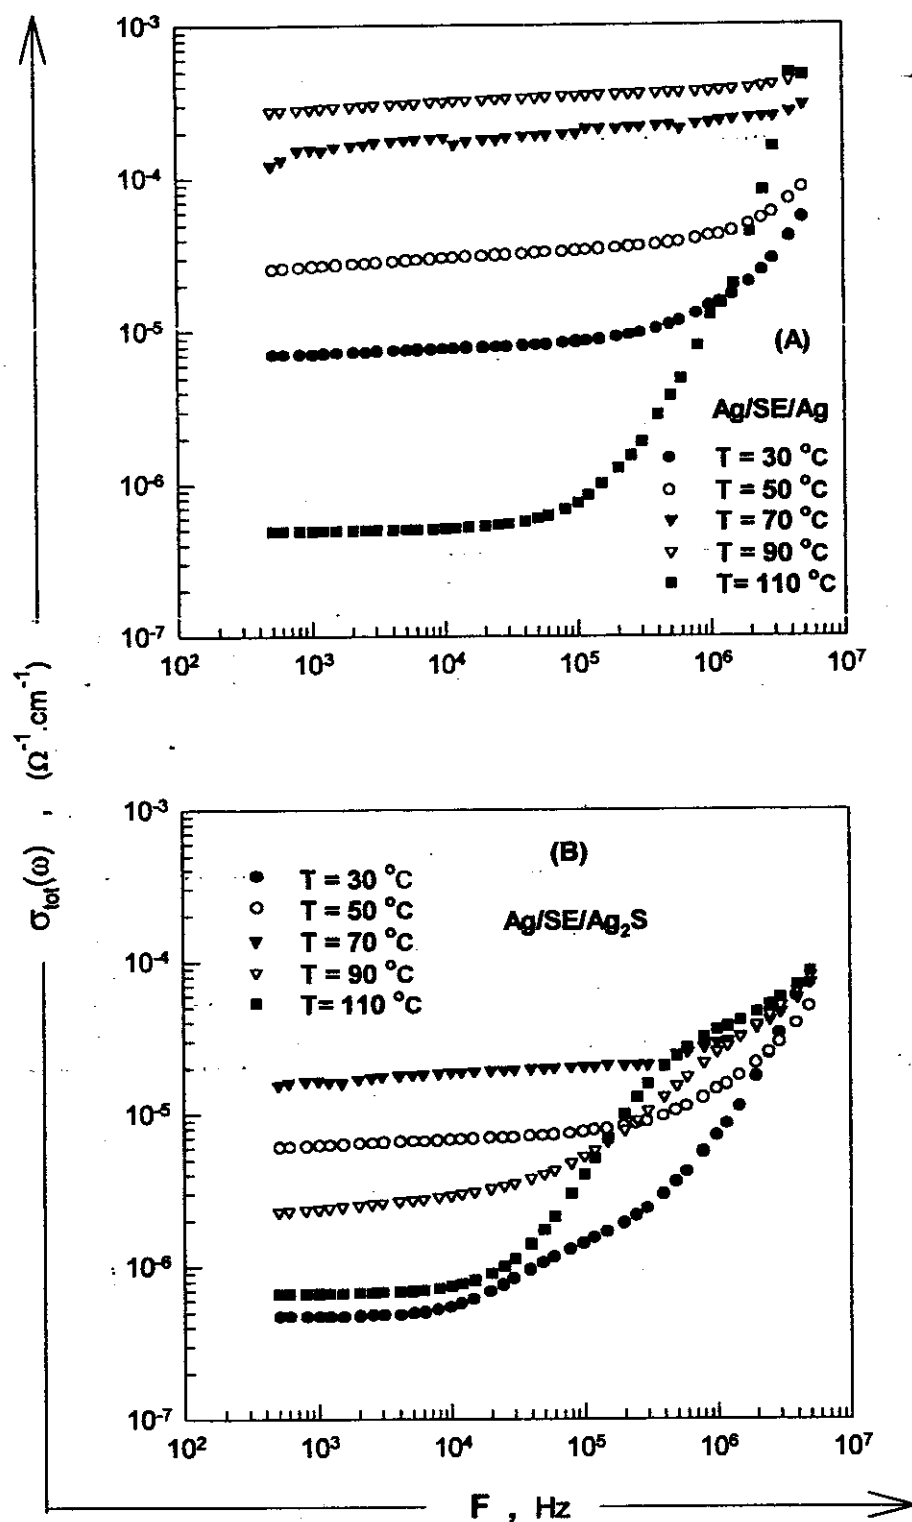 10⁻³
10⁻⁴
10⁻⁵
10⁻⁶
10⁻⁷
10² 10³ 10⁴ 10⁵ 10⁶ 10⁷
(A)
Ag/SE/Ag
● T = 30 °C
○ T = 50 °C
▼ T = 70 °C
▽ T = 90 °C
■ T= 110 °C
σtot(ω) , (Ω⁻¹.cm⁻¹)
10⁻³
10⁻⁴
10⁻⁵
10⁻⁶
10⁻⁷
10² 10³ 10⁴ 10⁵ 10⁶ 10⁷
(B)
Ag/SE/Ag₂S
● T = 30 °C
○ T = 50 °C
▼ T = 70 °C
▽ T = 90 °C
■ T= 110 °C
F , Hz